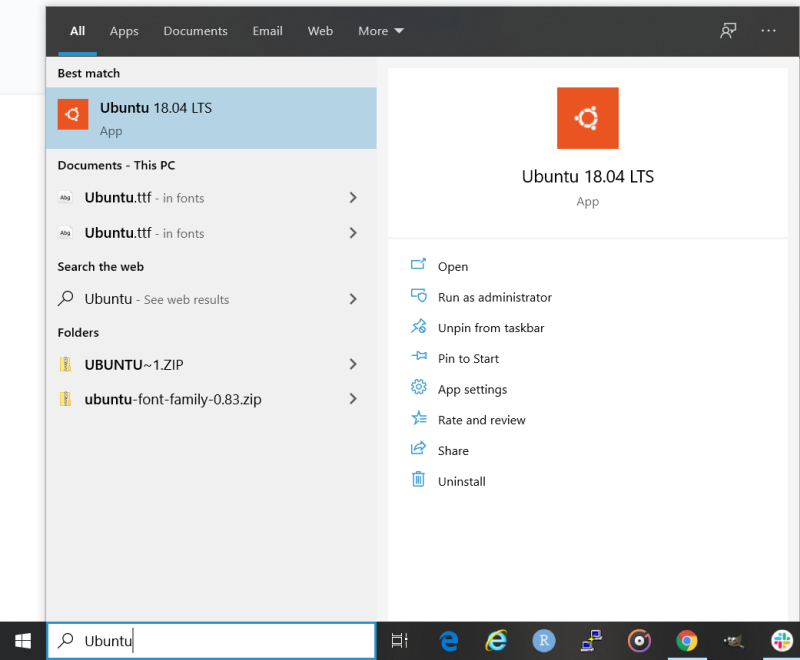 All Apps Documents Email Web More
Best match
Ubuntu 18.04 LTS
App
Documents - This PC
Abg Ubuntu.ttf - in fonts
Abg Ubuntu.ttf - in fonts
Search the web
Ubuntu - See web results
Folders
UBUNTU~1.ZIP
ubuntu-font-family-0.83.zip
Ubuntu 18.04 LTS
App
Open
Run as administrator
Unpin from taskbar
Pin to Start
App settings
Rate and review
Share
Uninstall
Ubuntu
R